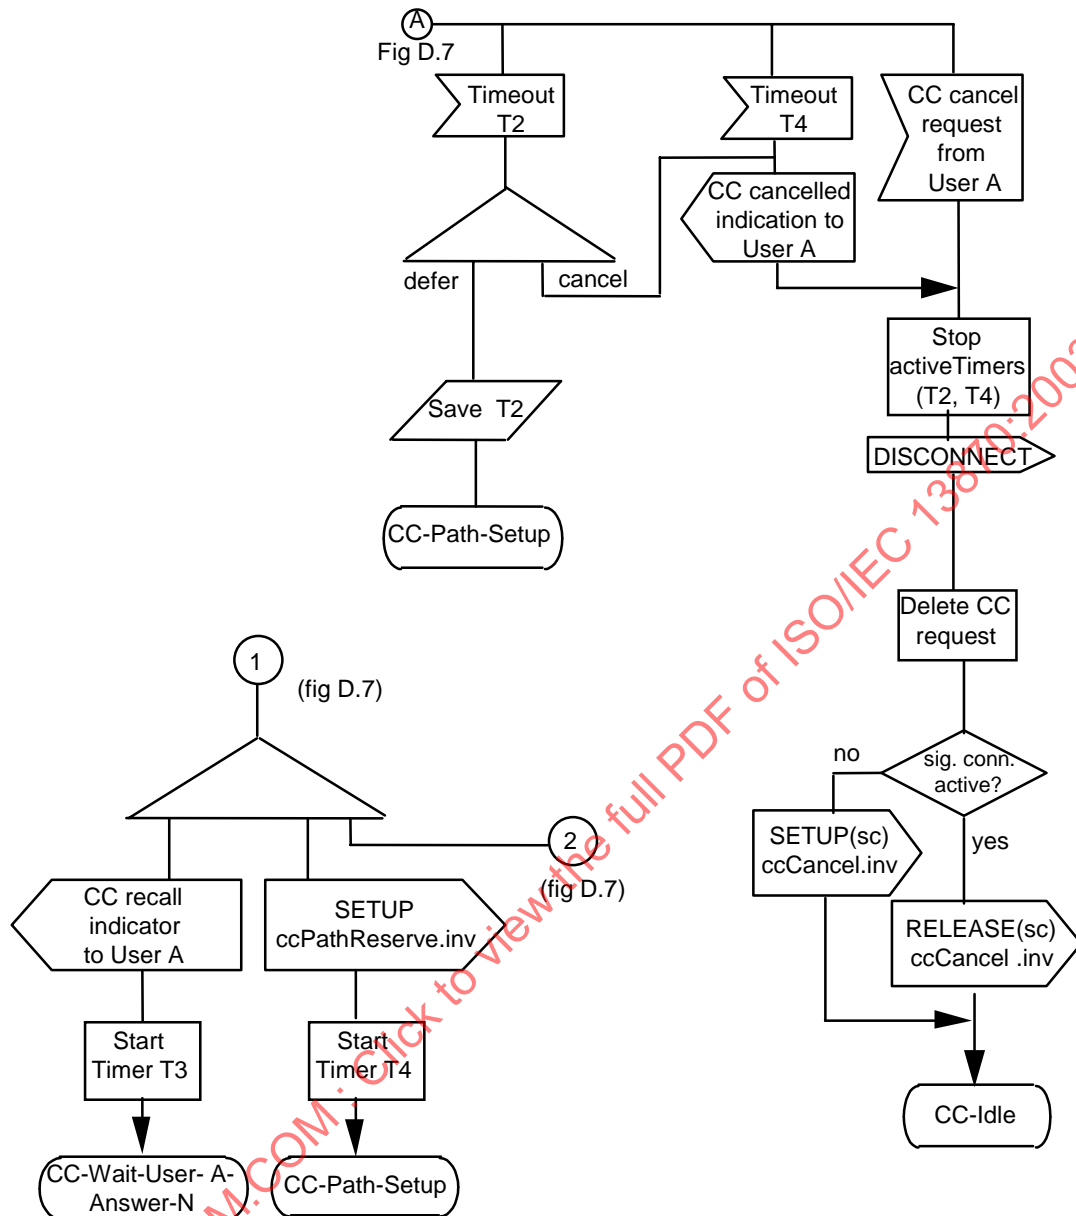 A
Fig D.7
Timeout
T2
Timeout
T4
CC cancel
request
from
User A
CC cancelled
indication to
User A
defer
cancel
Stop
activeTimers
(T2, T4)
Save T2
DISCONNECT
CC-Path-Setup
Delete CC
request
1
(fig D.7)
no
sig. conn.
active?
yes
2
(fig D.7)
SETUP(sc)
ccCancel.inv
CC recall
indicator
to User A
SETUP
ccPathReserve.inv
RELEASE(sc)
ccCancel .inv
Start
Timer T3
Start
Timer T4
CC-Idle
CC-Wait-User- A-
Answer-N
CC-Path-Setup
M.COM : Click to view the full PDF of ISO/IEC 13870:200